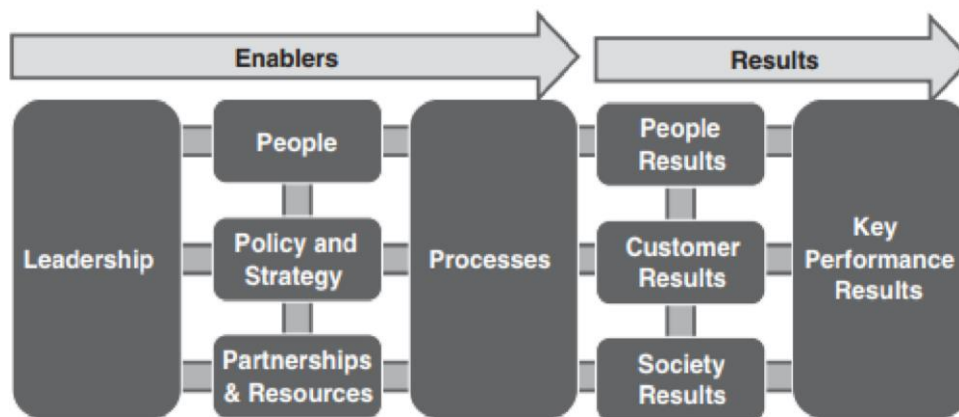 Enablers
Results
Leadership
People
Policy and
Strategy
Partnerships
& Resources
Processes
People
Results
Customer
Results
Society
Results
Key
Performance
Results